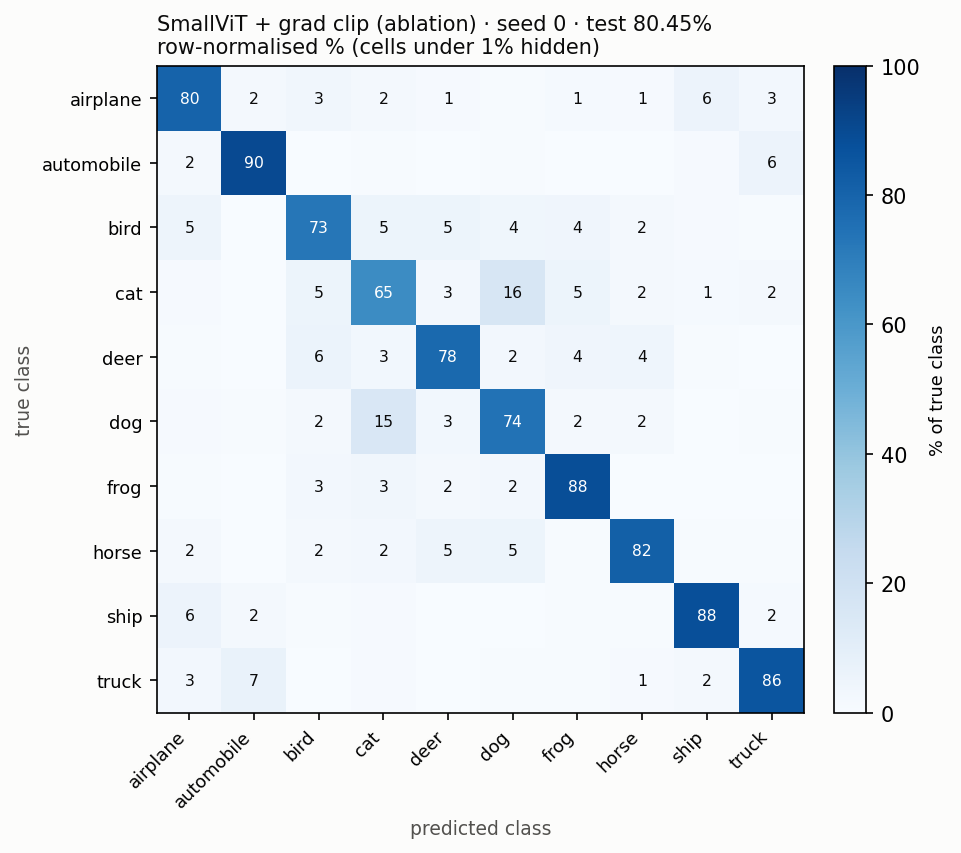 SmallViT + grad clip (ablation) · seed 0 · test 80.45%
row-normalised % (cells under 1% hidden)
airplane 80 2 3 2 1 1 1 6 3
automobile 2 90 6
bird 5 73 5 5 4 4 2
cat 5 65 3 16 5 2 1 2
deer 6 3 78 2 4 4
dog 2 15 3 74 2 2
frog 3 3 2 2 88
horse 2 2 2 5 5 82
ship 6 2 88 2
truck 3 7 1 2 86
airplane automobile bird cat deer dog frog horse ship truck
predicted class
true class
100
80
60
40
20
0
% of true class